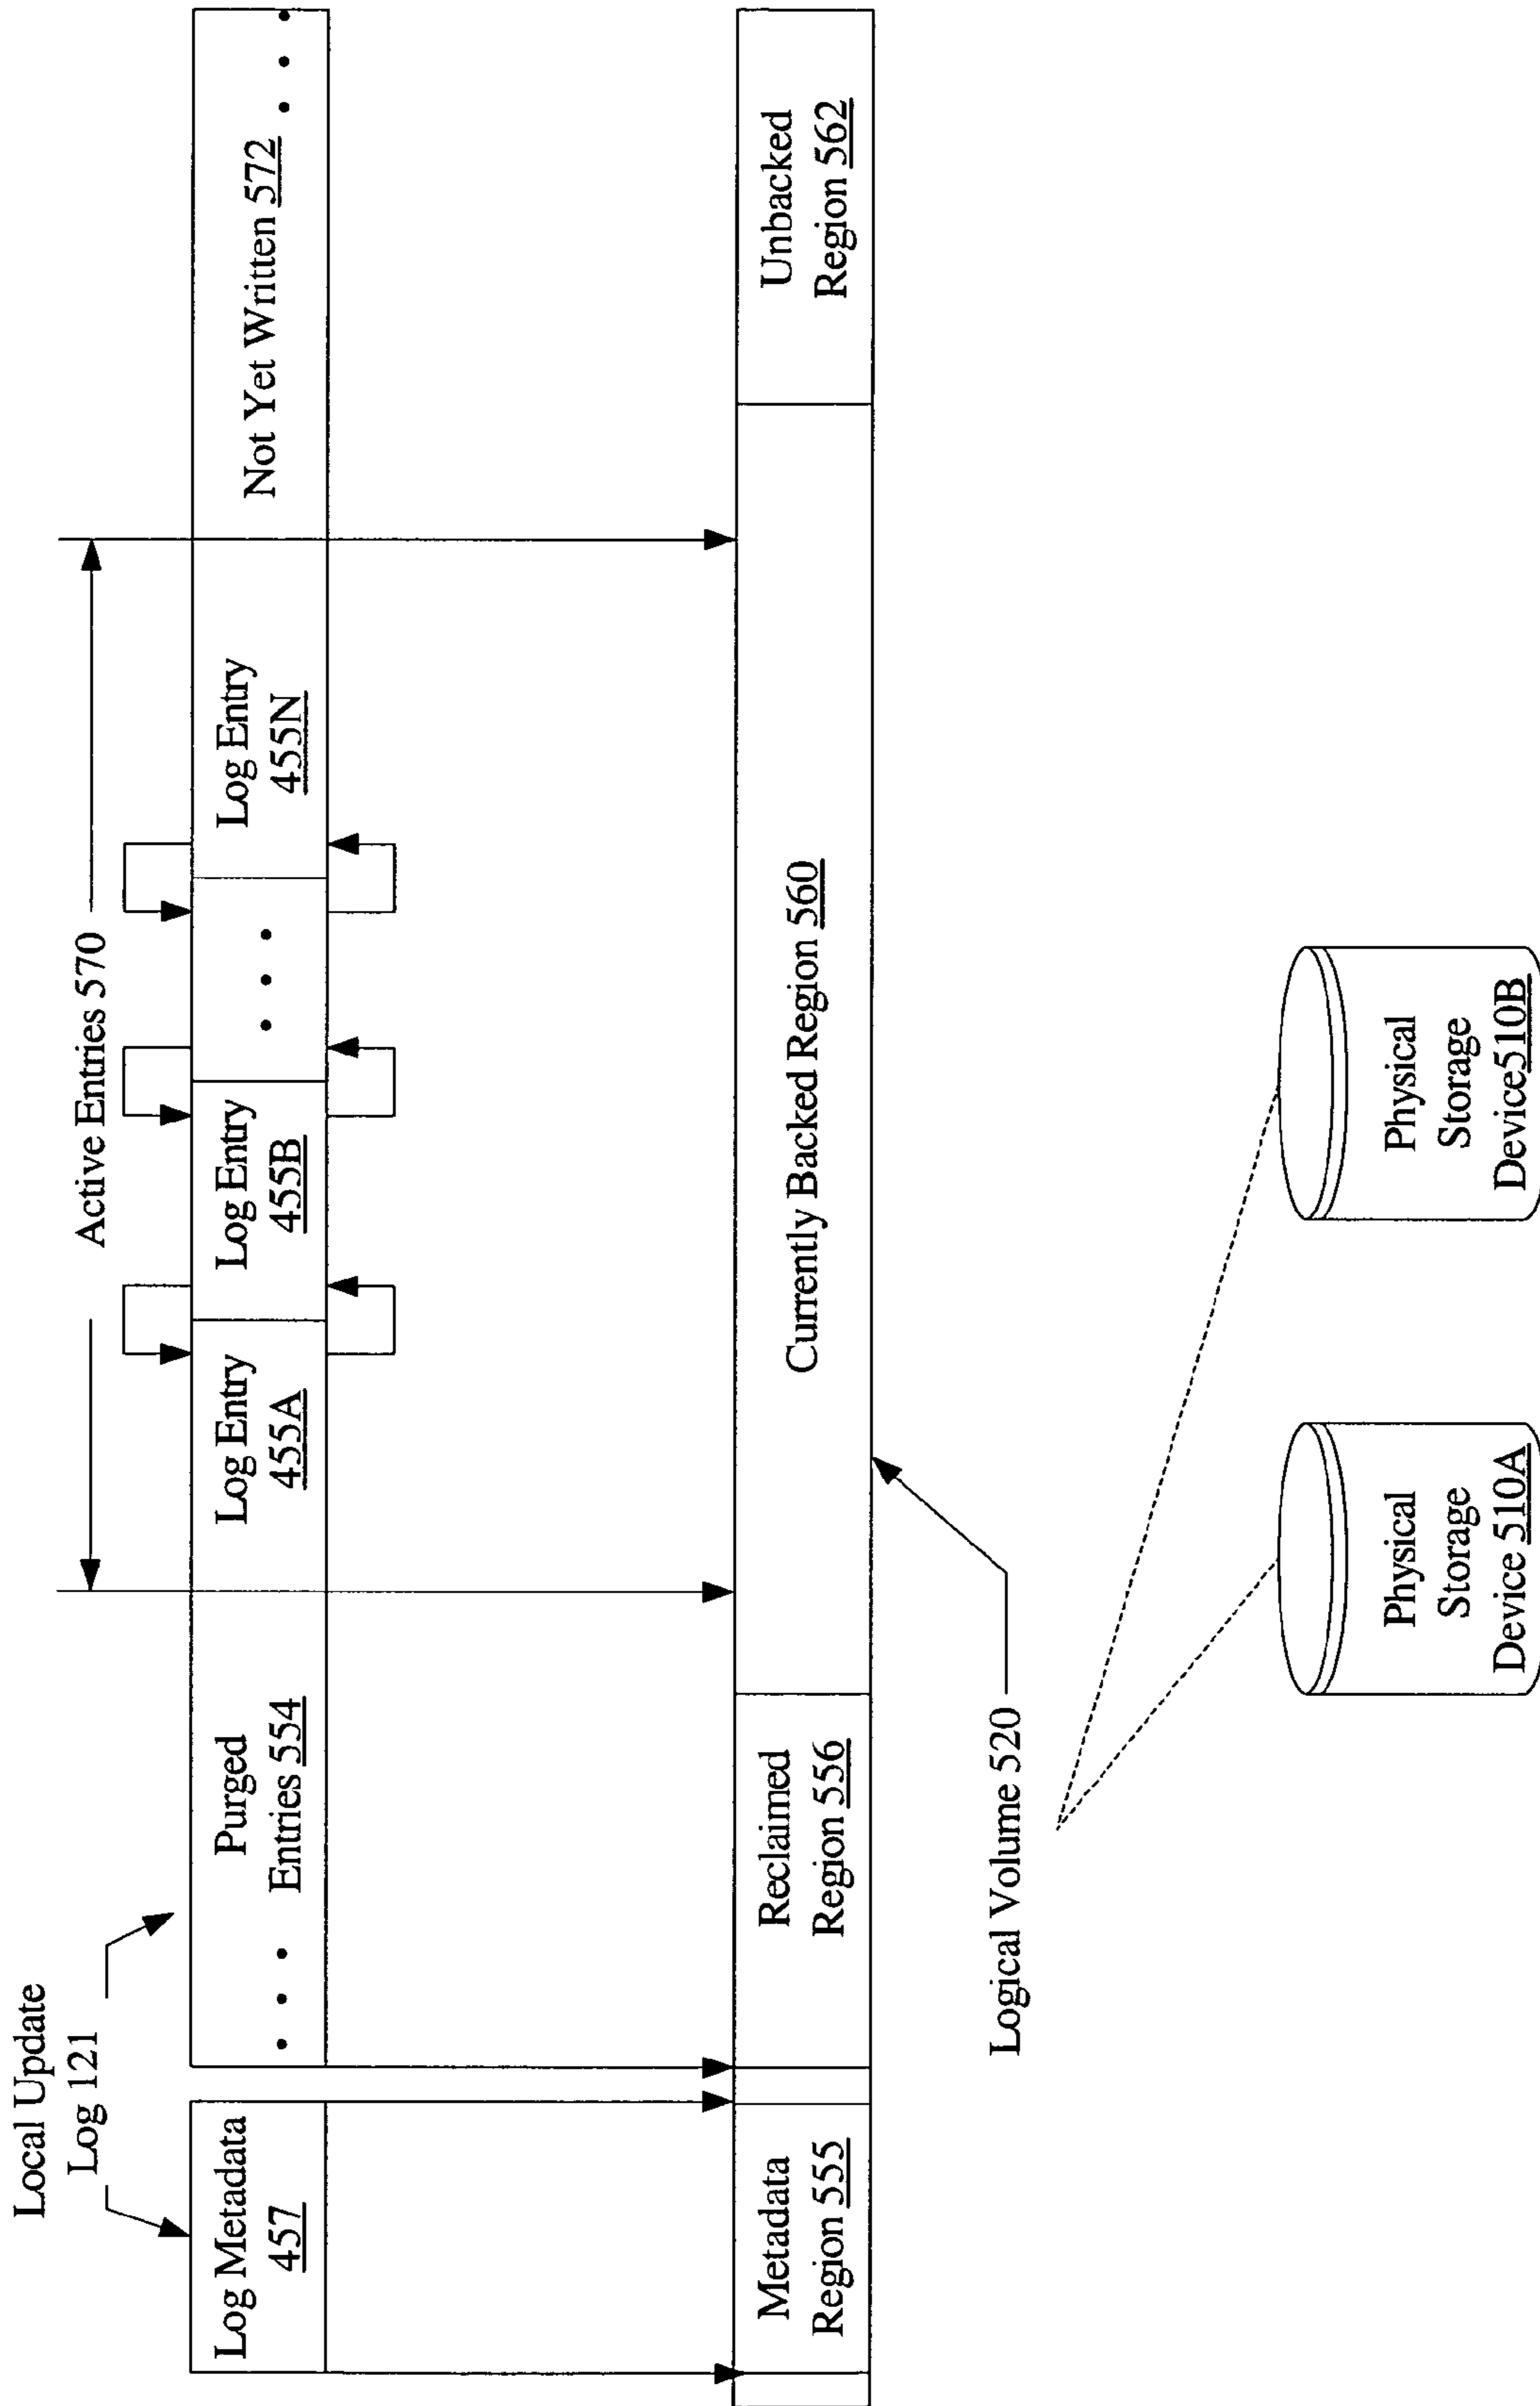 Local Update
Log 121
Active Entries 570
Log Metadata
457
• • •
Purged
Entries 554
Log Entry
455A
Log Entry
455B
• • •
Log Entry
455N
Not Yet Written 572
• • •
Metadata
Region 555
Reclaimed
Region 556
Currently Backed Region 560
Unbacked
Region 562
Logical Volume 520
Physical
Storage
Device 510A
Physical
Storage
Device510B